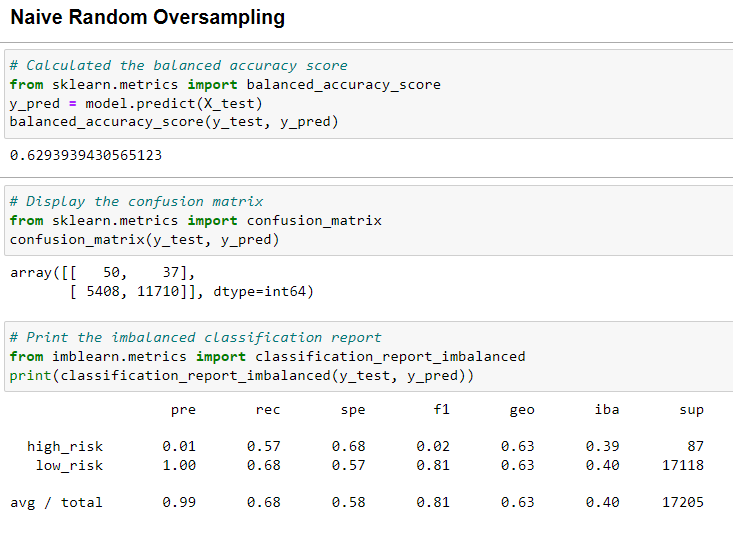 Naive Random Oversampling
# Calculated the balanced accuracy score
from sklearn.metrics import balanced_accuracy_score
y_pred = model.predict(X_test)
balanced_accuracy_score(y_test, y_pred)
0.6293939430565123
# Display the confusion matrix
from sklearn.metrics import confusion_matrix
confusion_matrix(y_test, y_pred)
array([[   50,    37],
       [ 5408, 11710]], dtype=int64)
# Print the imbalanced classification report
from imblearn.metrics import classification_report_imbalanced
print(classification_report_imbalanced(y_test, y_pred))
                   pre       rec       spe        f1       geo       iba       sup
  high_risk       0.01      0.57      0.68      0.02      0.63      0.39        87
   low_risk       1.00      0.68      0.57      0.81      0.63      0.40     17118
avg / total       0.99      0.68      0.58      0.81      0.63      0.40     17205